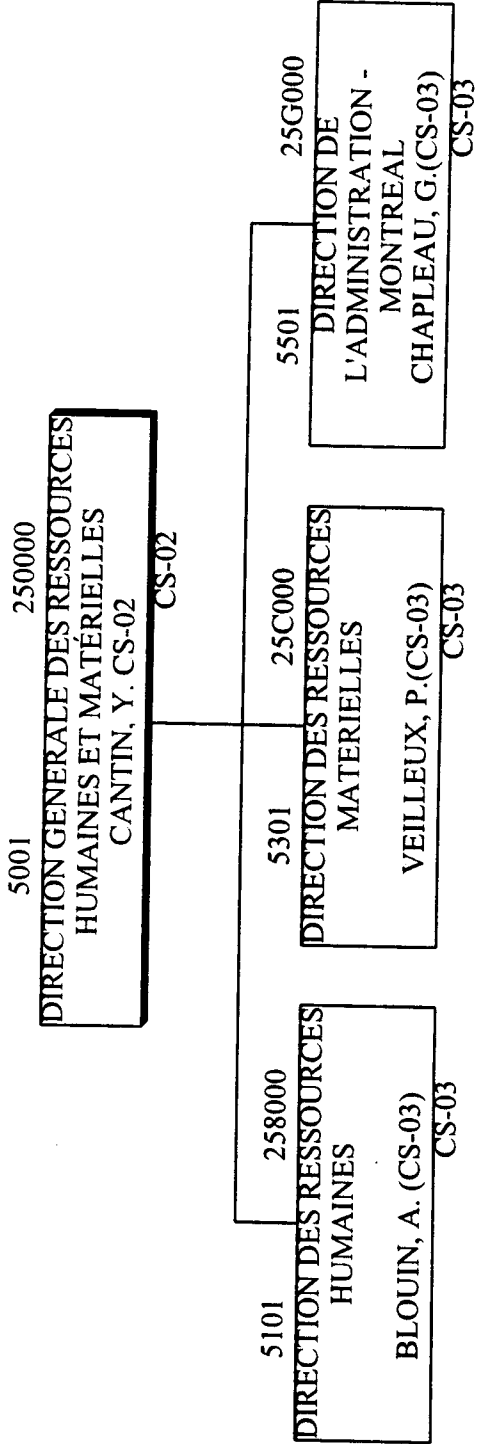 5001 250000
DIRECTION GENERALE DES RESSOURCES
HUMAINES ET MATÉRIELLES
CANTIN, Y. CS-02
CS-02
5101 258000
DIRECTION DES RESSOURCES
HUMAINES
BLOUIN, A. (CS-03)
CS-03
5301 25C000
DIRECTION DES RESSOURCES
MATERIELLES
VEILLEUX, P.(CS-03)
CS-03
5501 25G000
DIRECTION DE
L'ADMINISTRATION -
MONTREAL
CHAPLEAU, G.(CS-03)
CS-03